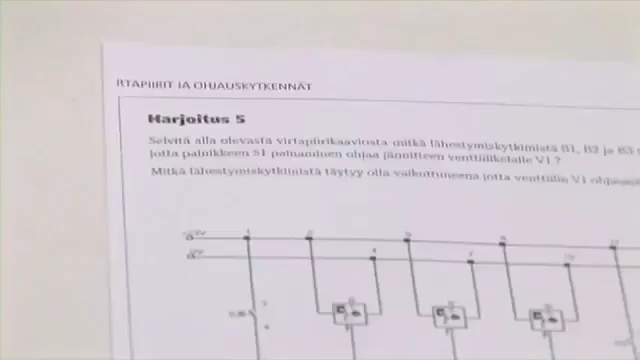 RTAPIIRIT JA OHJAUSKYTKENNÄT
Harjoitus 5
Selvitä alla olevasta virtapiirikaaviosta mitkä lähestymiskytkimistä B1, B2 ja B3
jotta painikkeen S1 painaminen ohjaa jännitteen venttiilikelalle V1 ?
Mitkä lähestymiskytkimistä täytyy olla vaikuttuneena jotta venttiilie V1